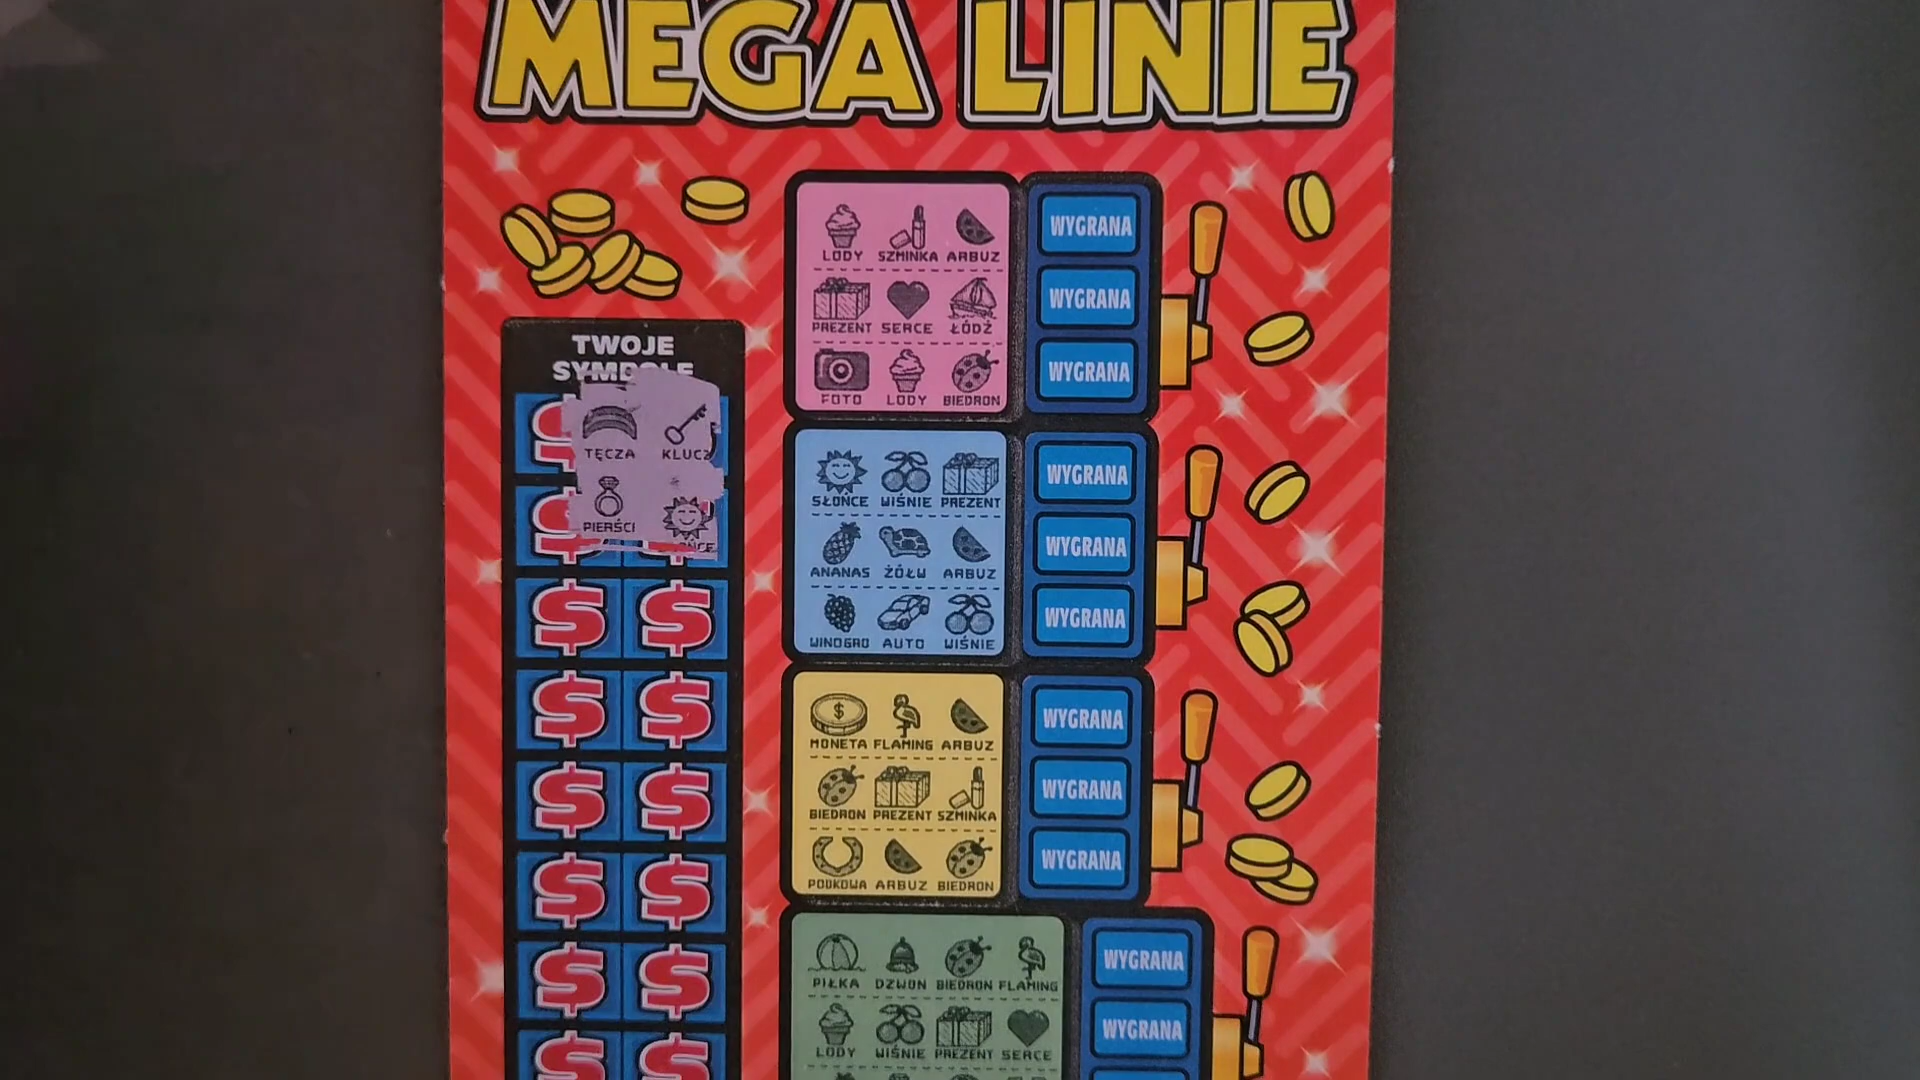 MEGA LINIE
TWOJE
SYMBOLE
TĘCZA KLUCZ
PIERŚCI
LODY SZMINKA ARBUZ
PREZENT SERCE ŁÓDŹ
FOTO LODY BIEDRON
WYGRANA
WYGRANA
WYGRANA
SŁOŃCE WIŚNIE PREZENT
ANANAS ŻÓŁW ARBUZ
WINOGRO AUTO WIŚNIE
WYGRANA
WYGRANA
WYGRANA
MONETA FLAMING ARBUZ
BIEDRON PREZENT SZMINKA
PODKOWA ARBUZ BIEDRON
WYGRANA
WYGRANA
WYGRANA
PIŁKA DZWON BIEDRON FLAMING
LODY WIŚNIE PREZENT SERCE
WYGRANA
WYGRANA